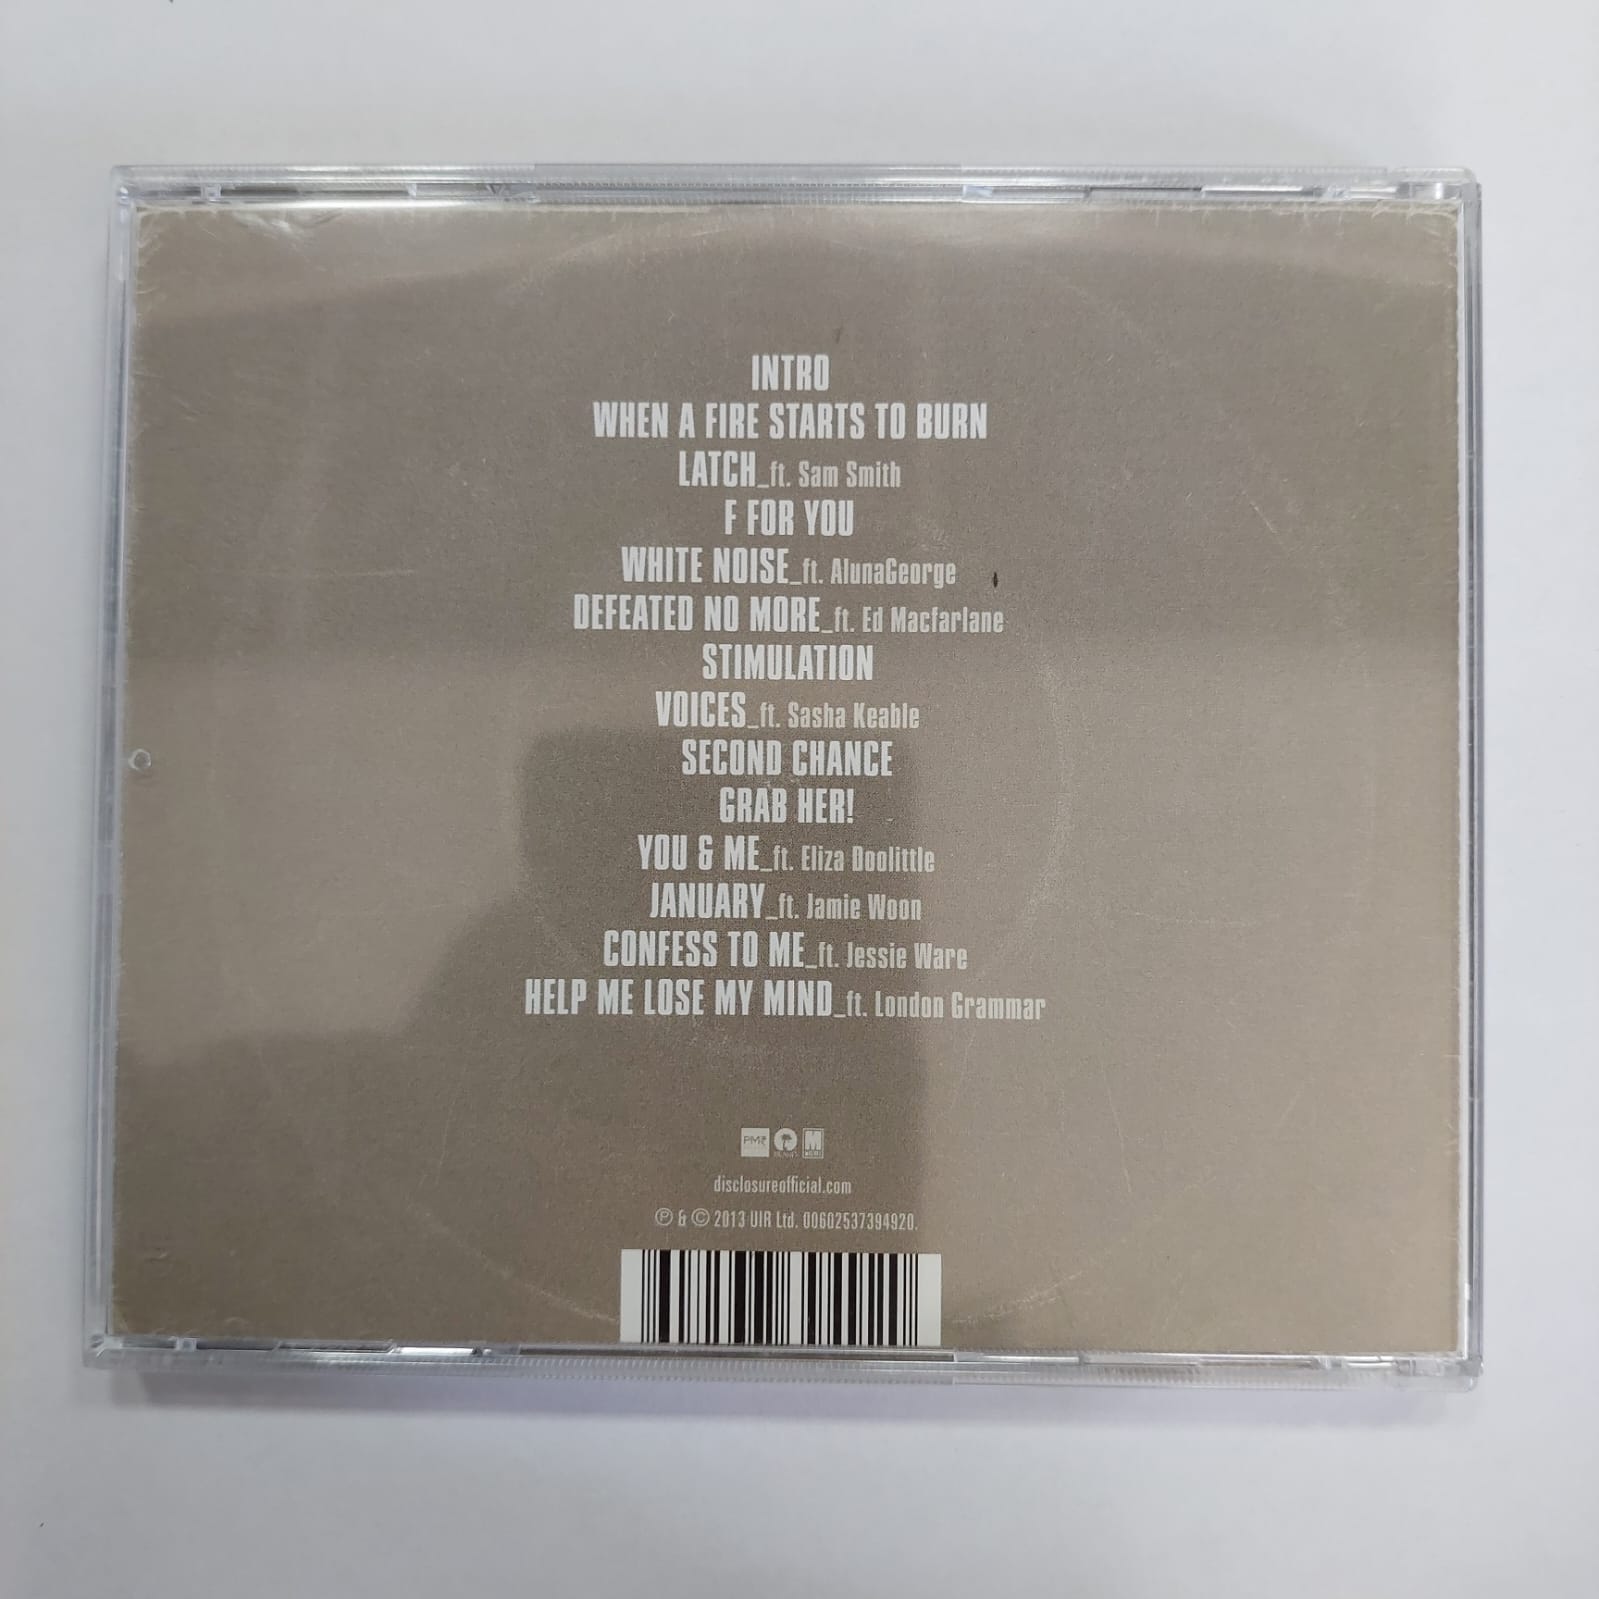 INTRO
WHEN A FIRE STARTS TO BURN
LATCH_ft. Sam Smith
F FOR YOU
WHITE NOISE_ft. AlunaGeorge
DEFEATED NO MORE_ft. Ed Macfarlane
STIMULATION
VOICES_ft. Sasha Keable
SECOND CHANCE
GRAB HER!
YOU & ME_ft. Eliza Doolittle
JANUARY_ft. Jamie Woon
CONFESS TO ME_ft. Jessie Ware
HELP ME LOSE MY MIND_ft. London Grammar
PMR
disclosureofficial.com
℗ & © 2013 UIR Ltd. 00602537394920.